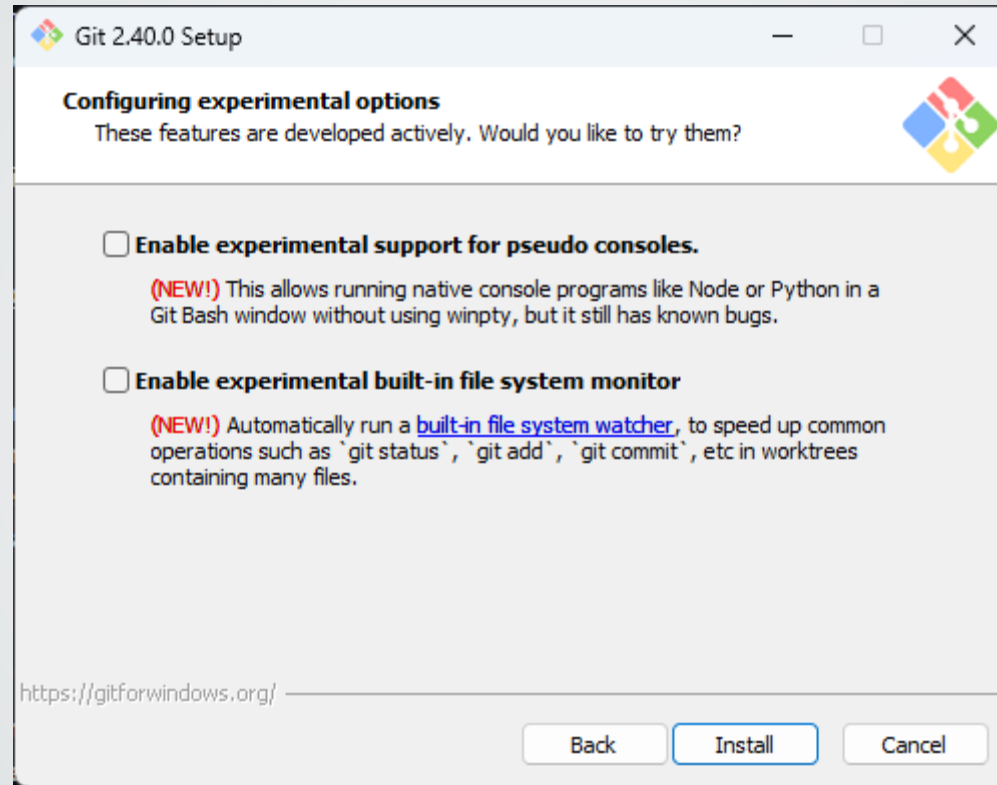 Git 2.40.0 Setup
Configuring experimental options
These features are developed actively. Would you like to try them?
Enable experimental support for pseudo consoles.
(NEW!) This allows running native console programs like Node or Python in a
Git Bash window without using winpty, but it still has known bugs.
Enable experimental built-in file system monitor
(NEW!) Automatically run a built-in file system watcher, to speed up common
operations such as `git status`, `git add`, `git commit`, etc in worktrees
containing many files.
https://gitforwindows.org/
Back Install Cancel